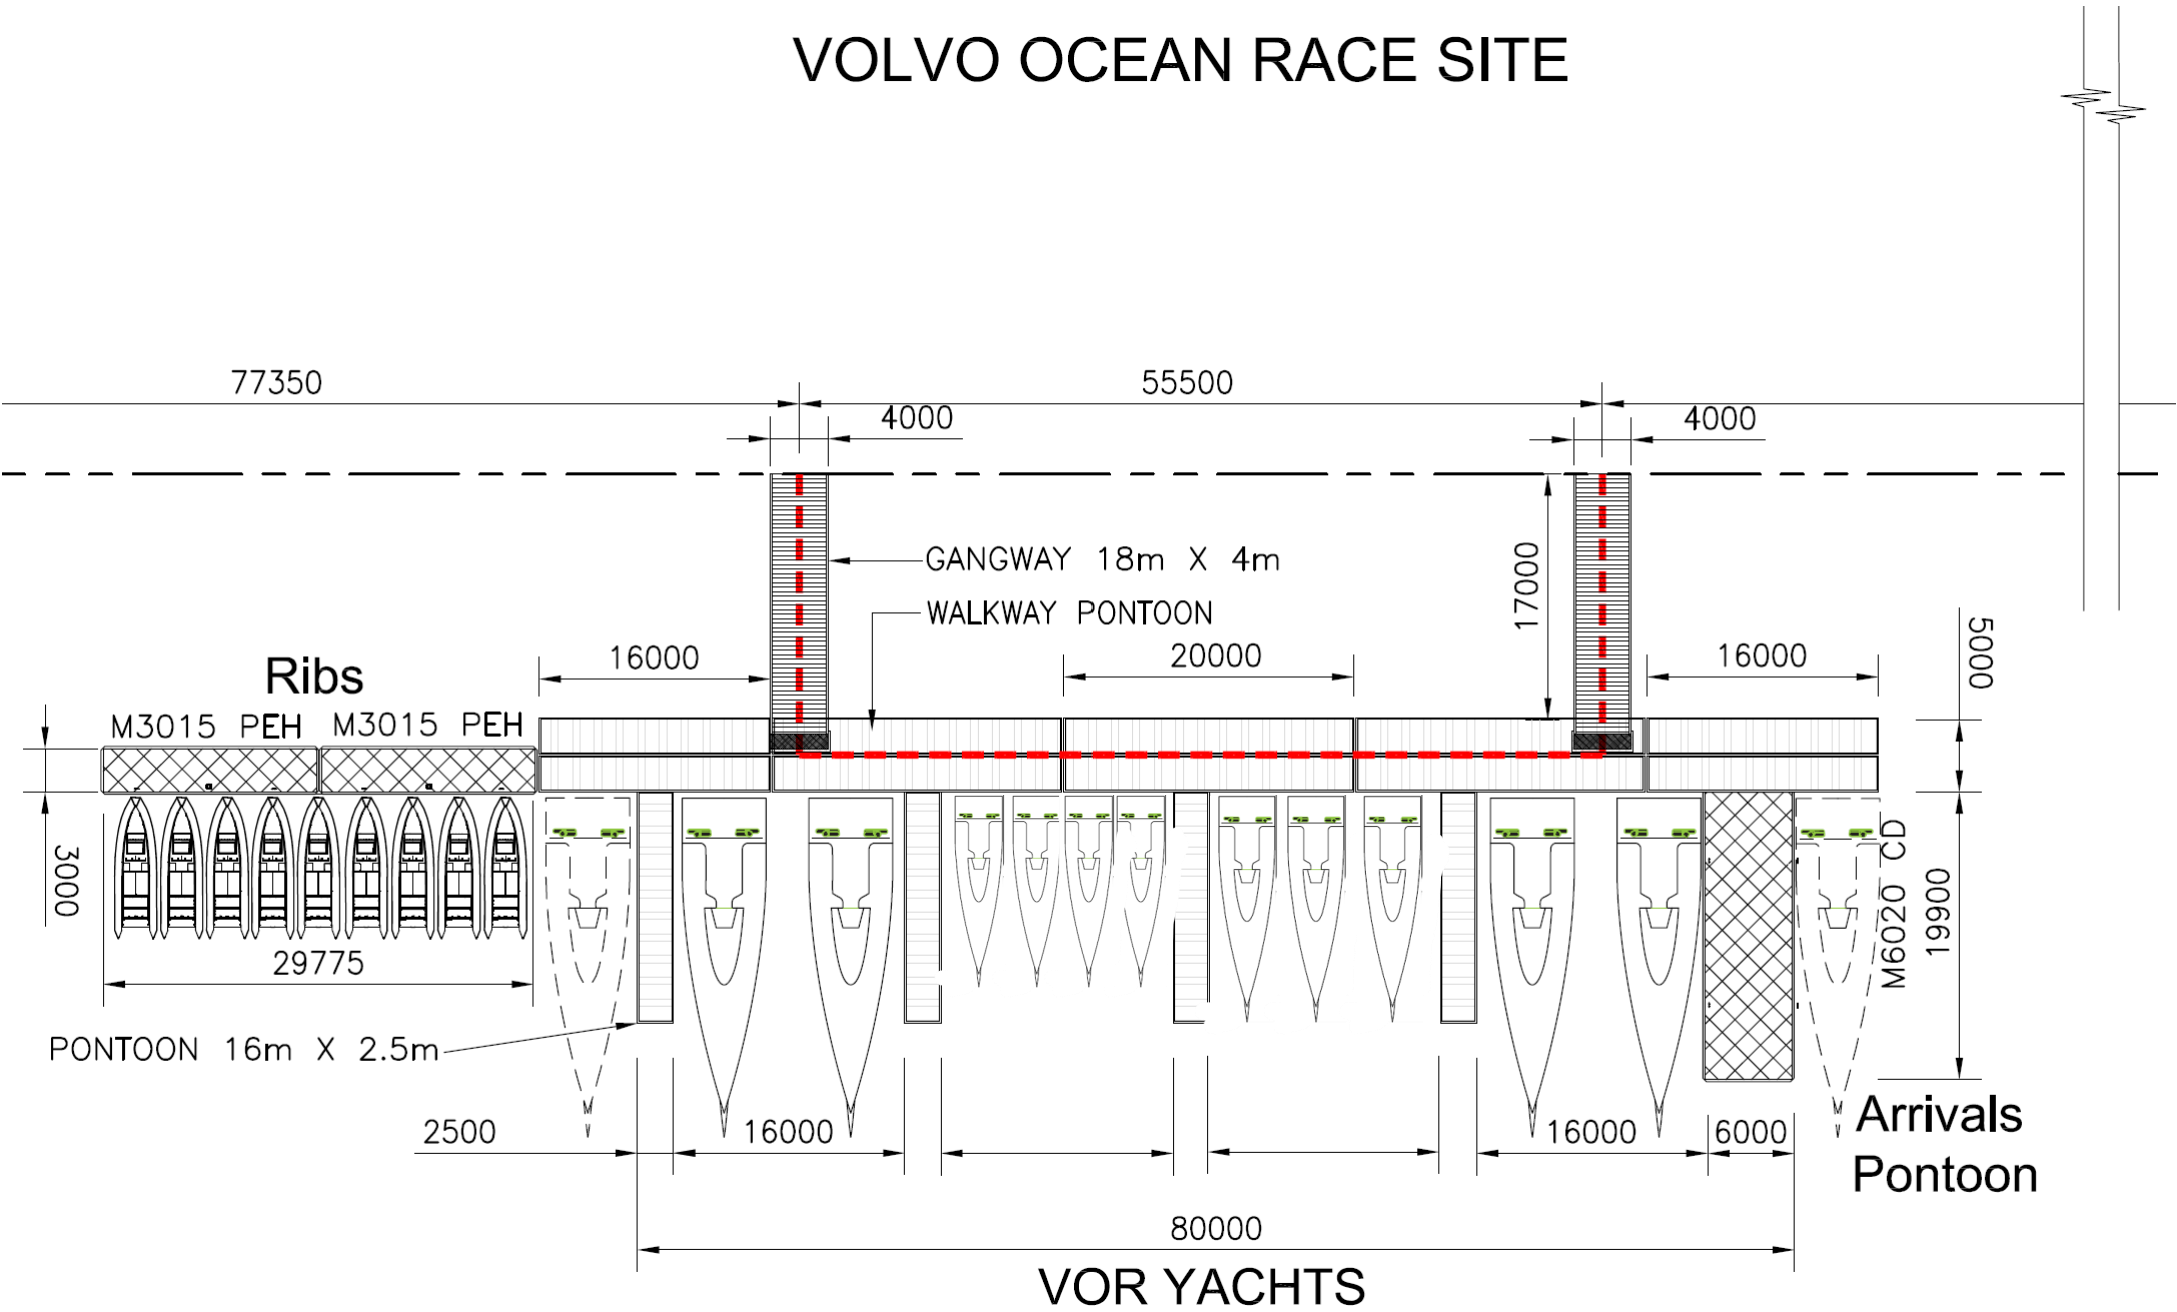 VOLVO OCEAN RACE SITE
77350
55500
4000
4000
GANGWAY 18m X 4m
WALKWAY PONTOON
17000
5000
16000
20000
16000
Ribs
M3015 PEH
M3015 PEH
3000
29775
M6020 CD
19900
PONTOON 16m X 2.5m
2500
16000
16000
6000
Arrivals
Pontoon
80000
VOR YACHTS